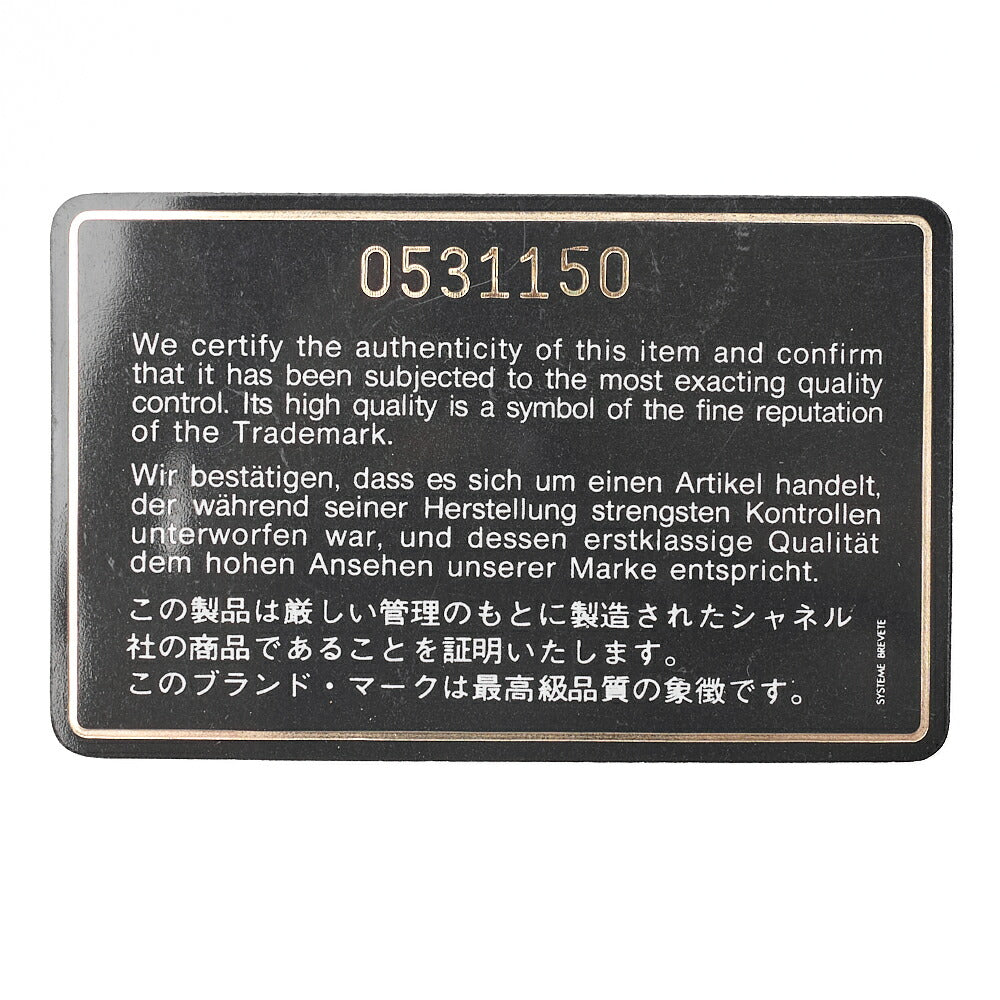 0531150
We certify the authenticity of this item and confirm
that it has been subjected to the most exacting quality
control. Its high quality is a symbol of the fine reputation
of the Trademark.
Wir bestätigen, dass es sich um einen Artikel handelt,
der während seiner Herstellung strengsten Kontrollen
unterworfen war, und dessen erstklassige Qualität
dem hohen Ansehen unserer Marke entspricht.
この製品は厳しい管理のもとに製造されたシャネル
社の商品であることを証明いたします。
このブランド・マークは最高級品質の象徴です。
SYSTEME BREVETE